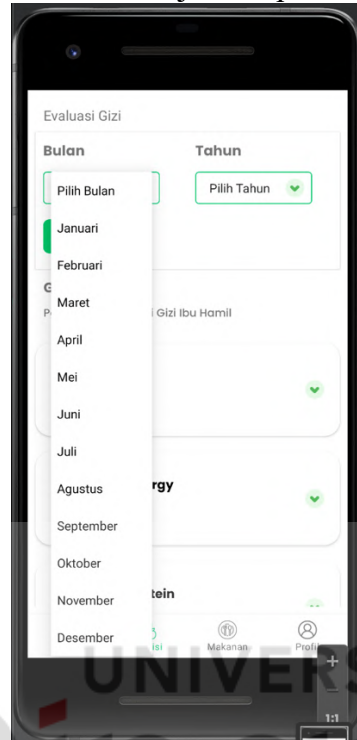 Evaluasi Gizi
Bulan Tahun
Pilih Bulan Pilih Tahun
Januari
Februari
Maret
i Gizi Ibu Hamil
April
Mei
Juni
Juli
Agustus rgy
September
Oktober
November tein
Desember Makanan Profil
UNIVERS
1:1